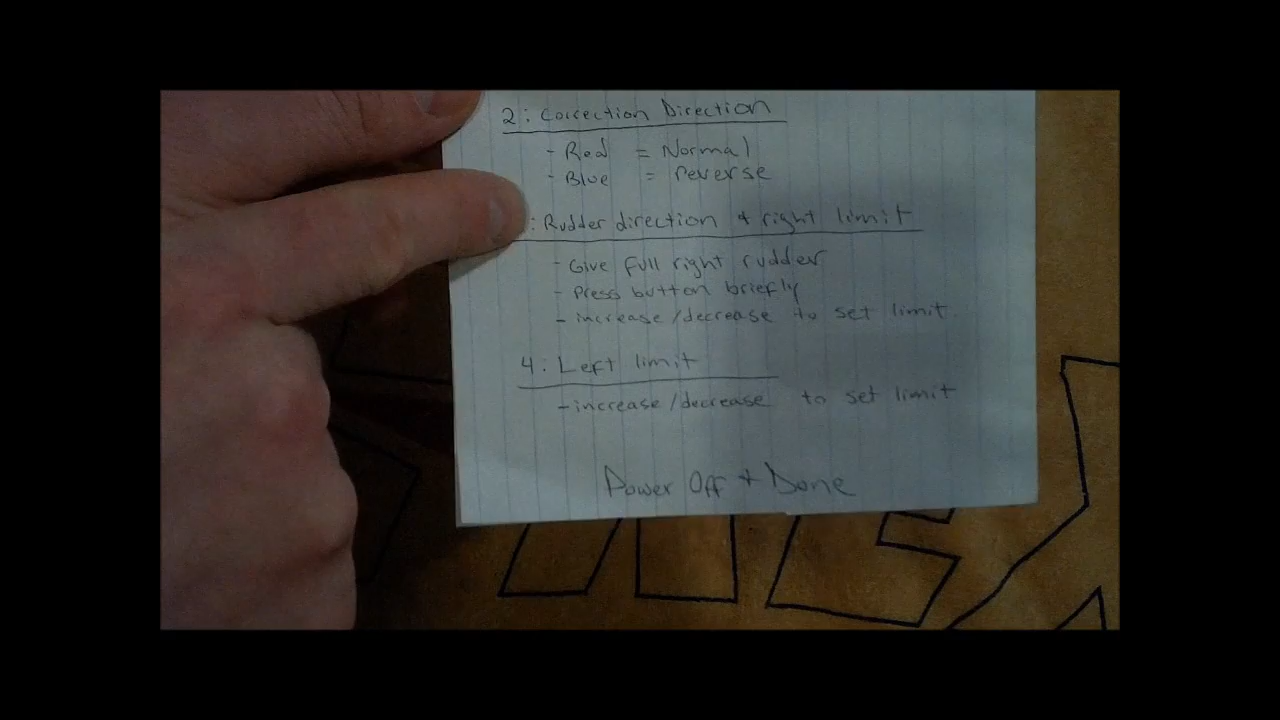 2: Correction Direction
- Red = Normal
- Blue = reverse
: Rudder direction & right limit
- Give full right rudder
- Press button briefly
- increase/decrease to set limit.
4: Left limit
- increase/decrease to set limit
Power Off & Done